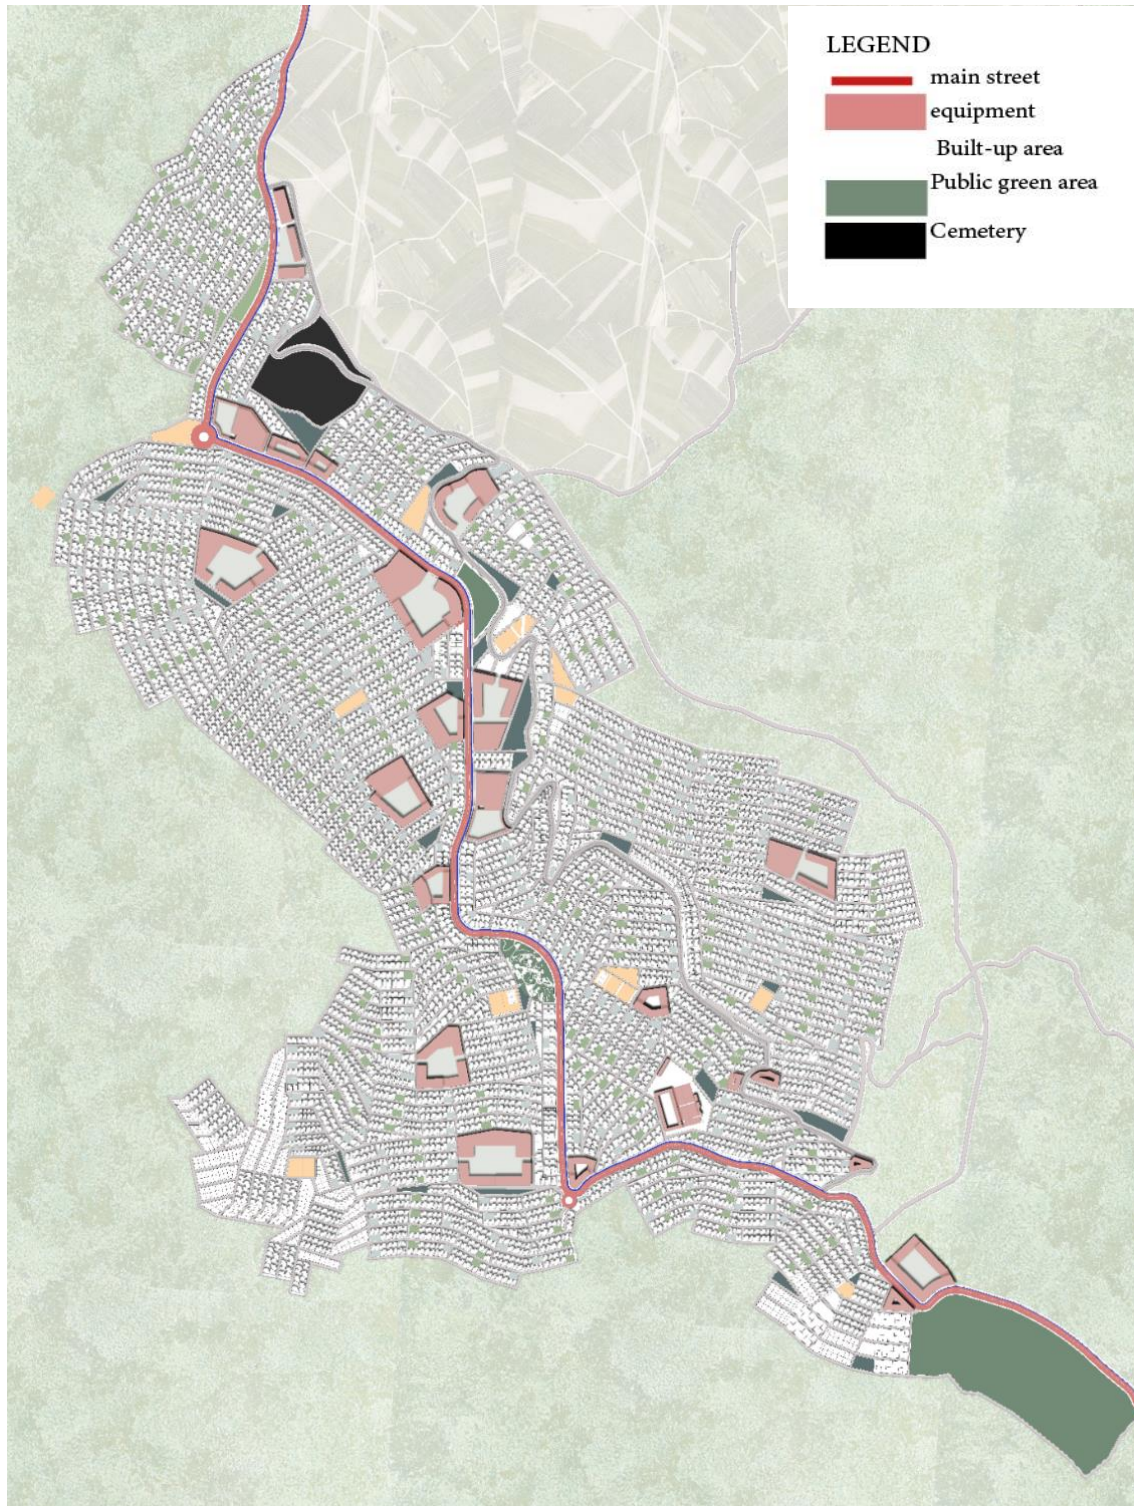 LEGEND
main street
equipment
Built-up area
Public green area
Cemetery